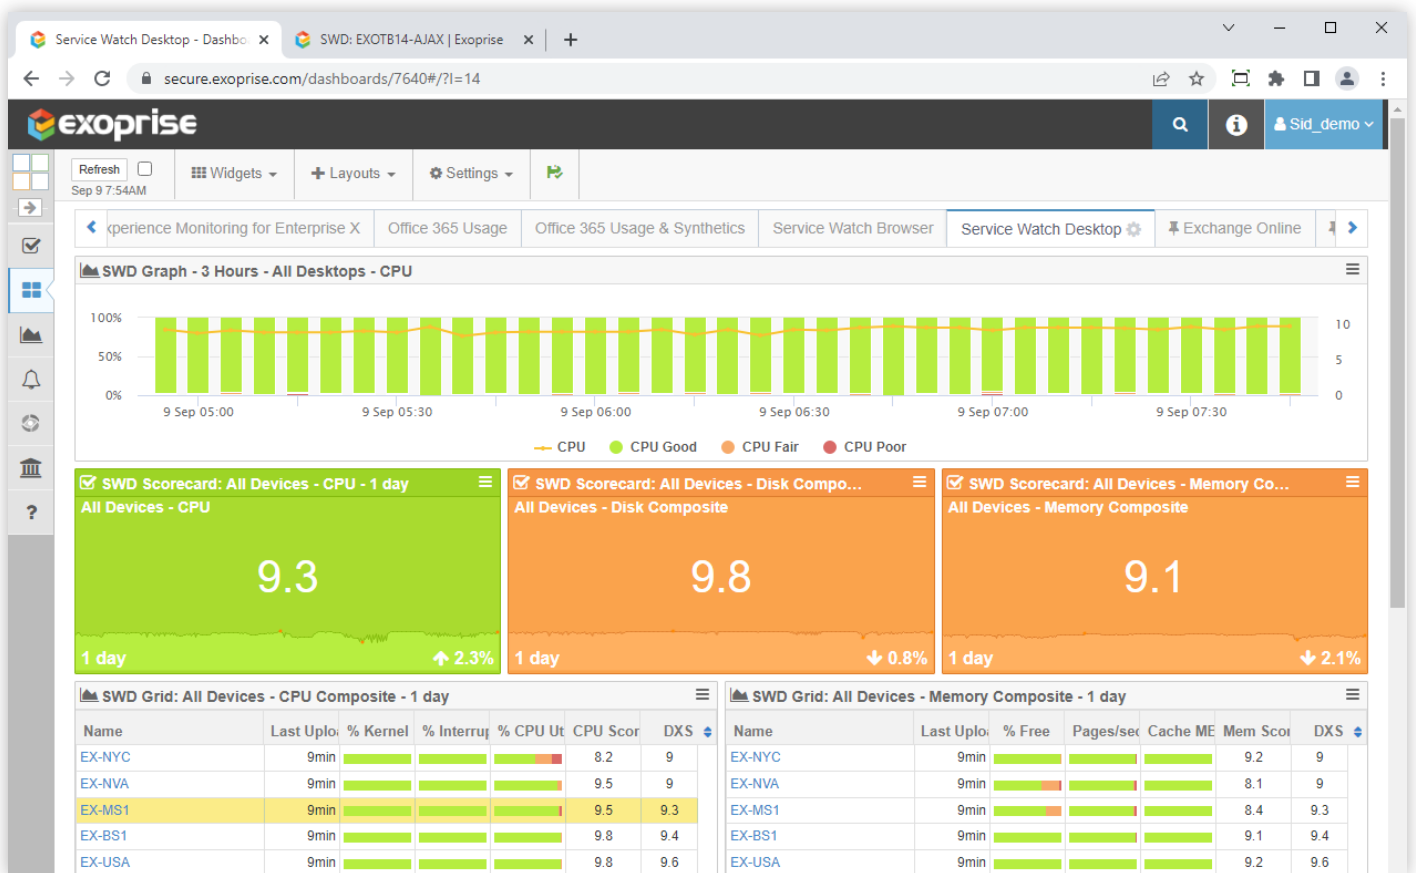 Service Watch Desktop - Dashbo
SWD: EXOTB14-AJAX | Exoprise
secure.exoprise.com/dashboards/7640#/?l=14
exoprise
Sid_demo
Refresh
Sep 9 7:54AM
Widgets
Layouts
Settings
xperience Monitoring for Enterprise X
Office 365 Usage
Office 365 Usage & Synthetics
Service Watch Browser
Service Watch Desktop
Exchange Online
SWD Graph - 3 Hours - All Desktops - CPU
100%
50%
0%
10
5
0
9 Sep 05:00 9 Sep 05:30 9 Sep 06:00 9 Sep 06:30 9 Sep 07:00 9 Sep 07:30
CPU CPU Good CPU Fair CPU Poor
SWD Scorecard: All Devices - CPU - 1 day
All Devices - CPU
9.3
1 day 2.3%
SWD Scorecard: All Devices - Disk Compo...
All Devices - Disk Composite
9.8
1 day 0.8%
SWD Scorecard: All Devices - Memory Co...
All Devices - Memory Composite
9.1
1 day 2.1%
SWD Grid: All Devices - CPU Composite - 1 day
Name Last Uplo % Kernel % Interrup % CPU Ut CPU Scor DXS
EX-NYC 9min 8.2 9
EX-NVA 9min 9.5 9
EX-MS1 9min 9.5 9.3
EX-BS1 9min 9.8 9.4
EX-USA 9min 9.8 9.6
SWD Grid: All Devices - Memory Composite - 1 day
Name Last Uplo % Free Pages/sec Cache ME Mem Scor DXS
EX-NYC 9min 9.2 9
EX-NVA 9min 8.1 9
EX-MS1 9min 8.4 9.3
EX-BS1 9min 9.1 9.4
EX-USA 9min 9.2 9.6